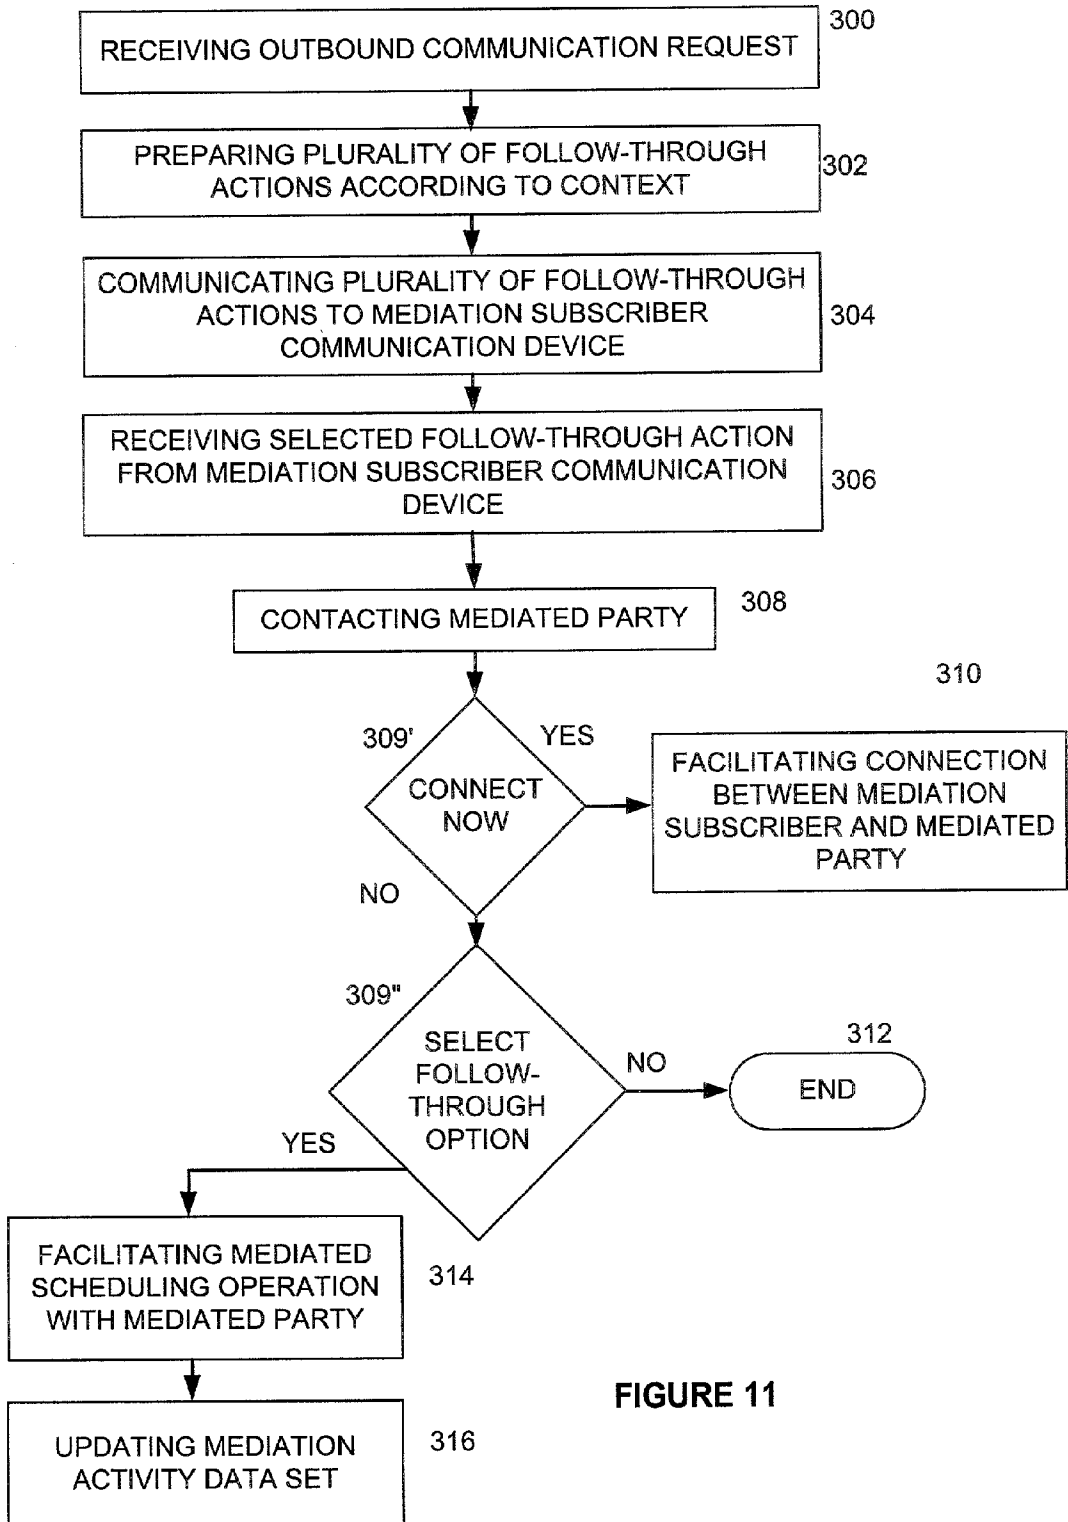 300
RECEIVING OUTBOUND COMMUNICATION REQUEST
PREPARING PLURALITY OF FOLLOW-THROUGH
ACTIONS ACCORDING TO CONTEXT
302
COMMUNICATING PLURALITY OF FOLLOW-THROUGH
ACTIONS TO MEDIATION SUBSCRIBER
COMMUNICATION DEVICE
304
RECEIVING SELECTED FOLLOW-THROUGH ACTION
FROM MEDIATION SUBSCRIBER COMMUNICATION
DEVICE
306
CONTACTING MEDIATED PARTY
308
310
309'
YES
CONNECT
NOW
FACILITATING CONNECTION
BETWEEN MEDIATION
SUBSCRIBER AND MEDIATED
PARTY
NO
309"
SELECT
FOLLOW-
THROUGH
OPTION
NO
312
END
YES
FACILITATING MEDIATED
SCHEDULING OPERATION
WITH MEDIATED PARTY
314
FIGURE 11
UPDATING MEDIATION
ACTIVITY DATA SET
316